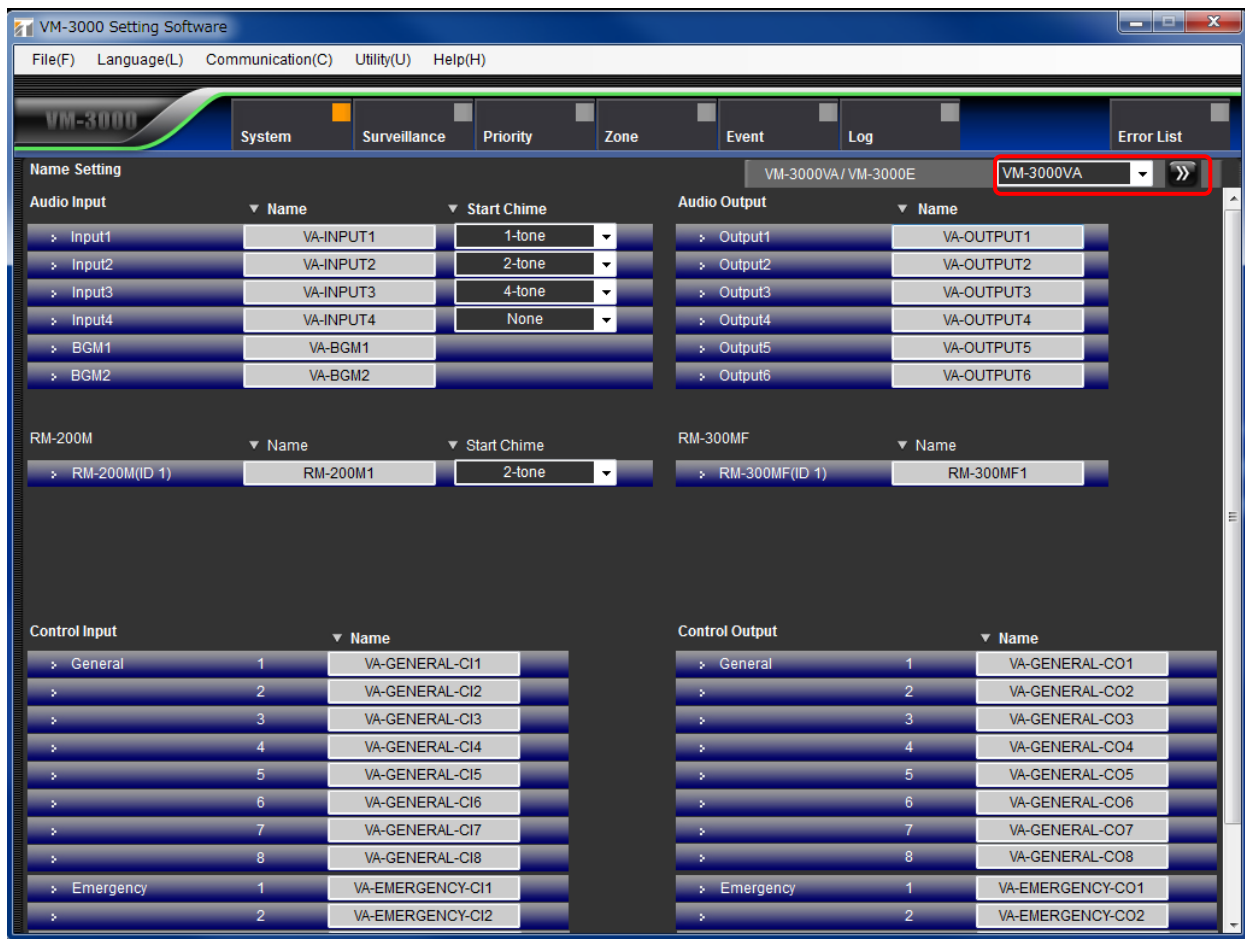 VM-3000 Setting Software
File(F) Language(L) Communication(C) Utility(U) Help(H)
VM-3000
System Surveillance Priority Zone Event Log Error List
Name Setting VM-3000VA / VM-3000E VM-3000VA
Audio Input Name Start Chime Audio Output Name
Input1 VA-INPUT1 1-tone Output1 VA-OUTPUT1
Input2 VA-INPUT2 2-tone Output2 VA-OUTPUT2
Input3 VA-INPUT3 4-tone Output3 VA-OUTPUT3
Input4 VA-INPUT4 None Output4 VA-OUTPUT4
BGM1 VA-BGM1 Output5 VA-OUTPUT5
BGM2 VA-BGM2 Output6 VA-OUTPUT6
RM-200M Name Start Chime RM-300MF Name
RM-200M(ID 1) RM-200M1 2-tone RM-300MF(ID 1) RM-300MF1
Control Input Name Control Output Name
General 1 VA-GENERAL-CI1 General 1 VA-GENERAL-CO1
2 VA-GENERAL-CI2 2 VA-GENERAL-CO2
3 VA-GENERAL-CI3 3 VA-GENERAL-CO3
4 VA-GENERAL-CI4 4 VA-GENERAL-CO4
5 VA-GENERAL-CI5 5 VA-GENERAL-CO5
6 VA-GENERAL-CI6 6 VA-GENERAL-CO6
7 VA-GENERAL-CI7 7 VA-GENERAL-CO7
8 VA-GENERAL-CI8 8 VA-GENERAL-CO8
Emergency 1 VA-EMERGENCY-CI1 Emergency 1 VA-EMERGENCY-CO1
2 VA-EMERGENCY-CI2 2 VA-EMERGENCY-CO2